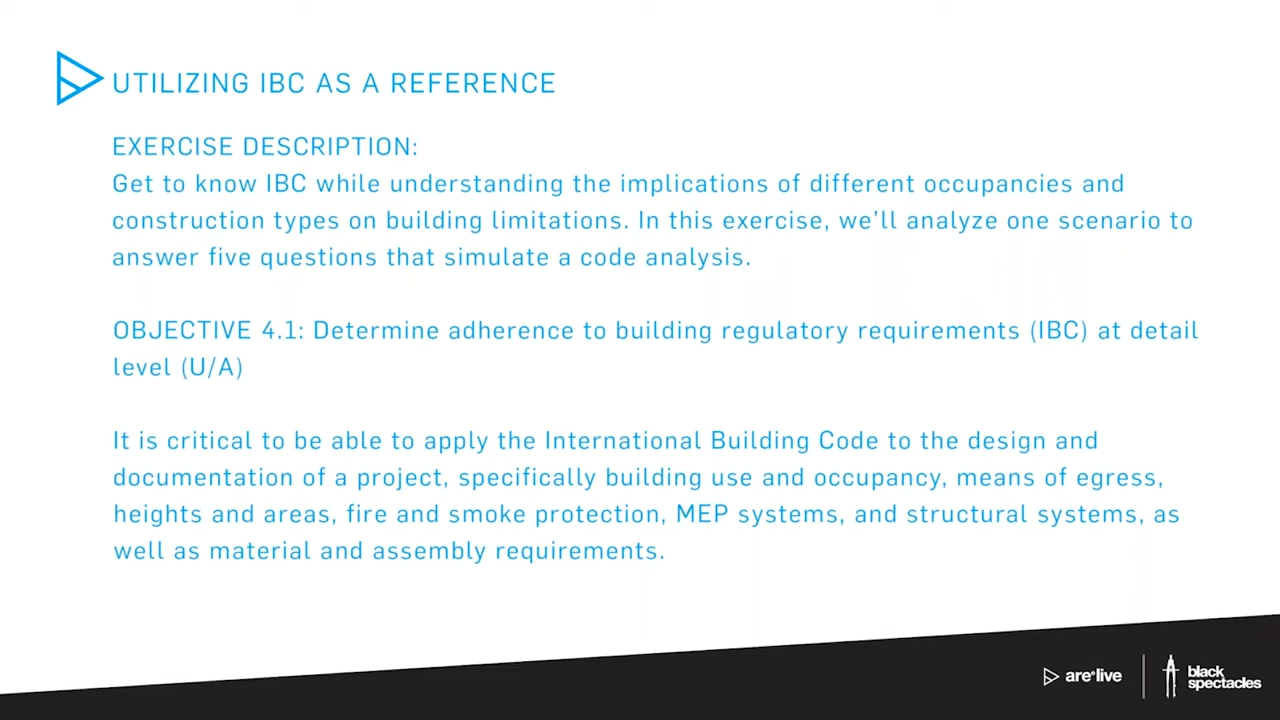 UTILIZING IBC AS A REFERENCE
EXERCISE DESCRIPTION:
Get to know IBC while understanding the implications of different occupancies and
construction types on building limitations. In this exercise, we'll analyze one scenario to
answer five questions that simulate a code analysis.
OBJECTIVE 4.1: Determine adherence to building regulatory requirements (IBC) at detail
level (U/A)
It is critical to be able to apply the International Building Code to the design and
documentation of a project, specifically building use and occupancy, means of egress,
heights and areas, fire and smoke protection, MEP systems, and structural systems, as
well as material and assembly requirements.
are®live
black
spectacles